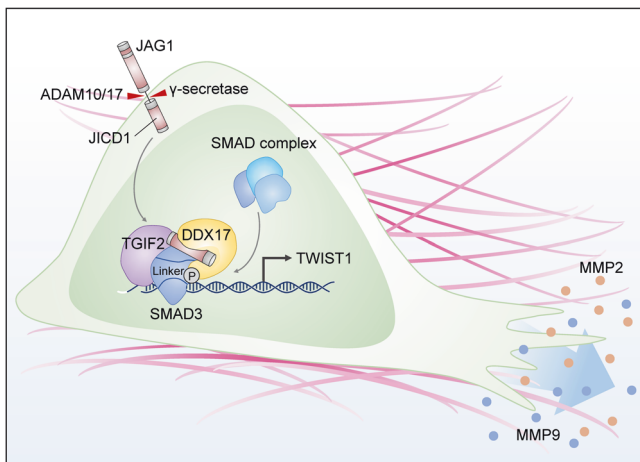 JAG1
ADAM10/17
γ-secretase
JICD1
SMAD complex
DDX17
TGIF2
Linker
P
TWIST1
SMAD3
MMP2
MMP9